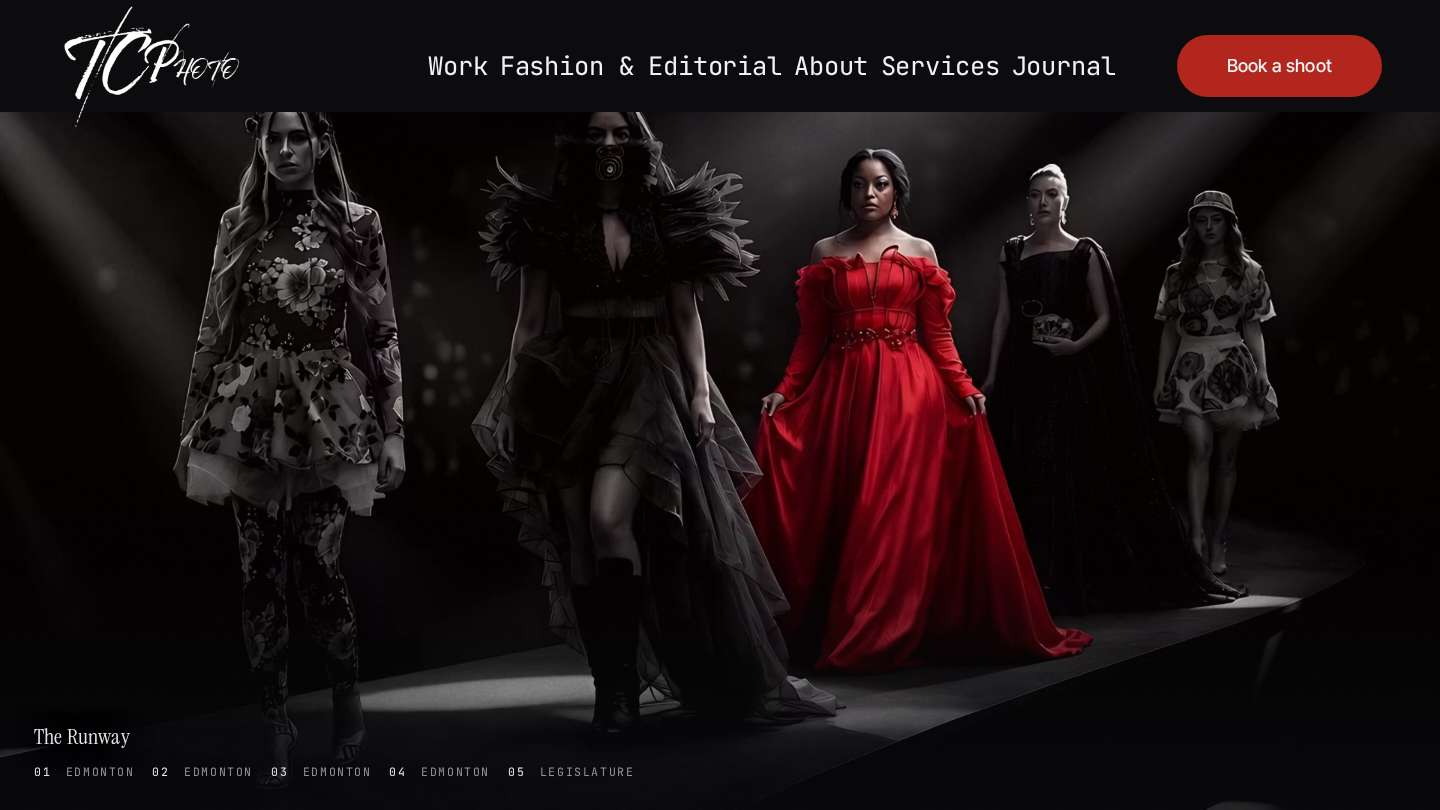 TCPHOTO
Work Fashion & Editorial About Services Journal
Book a shoot
The Runway
01 EDMONTON 02 EDMONTON 03 EDMONTON 04 EDMONTON 05 LEGISLATURE